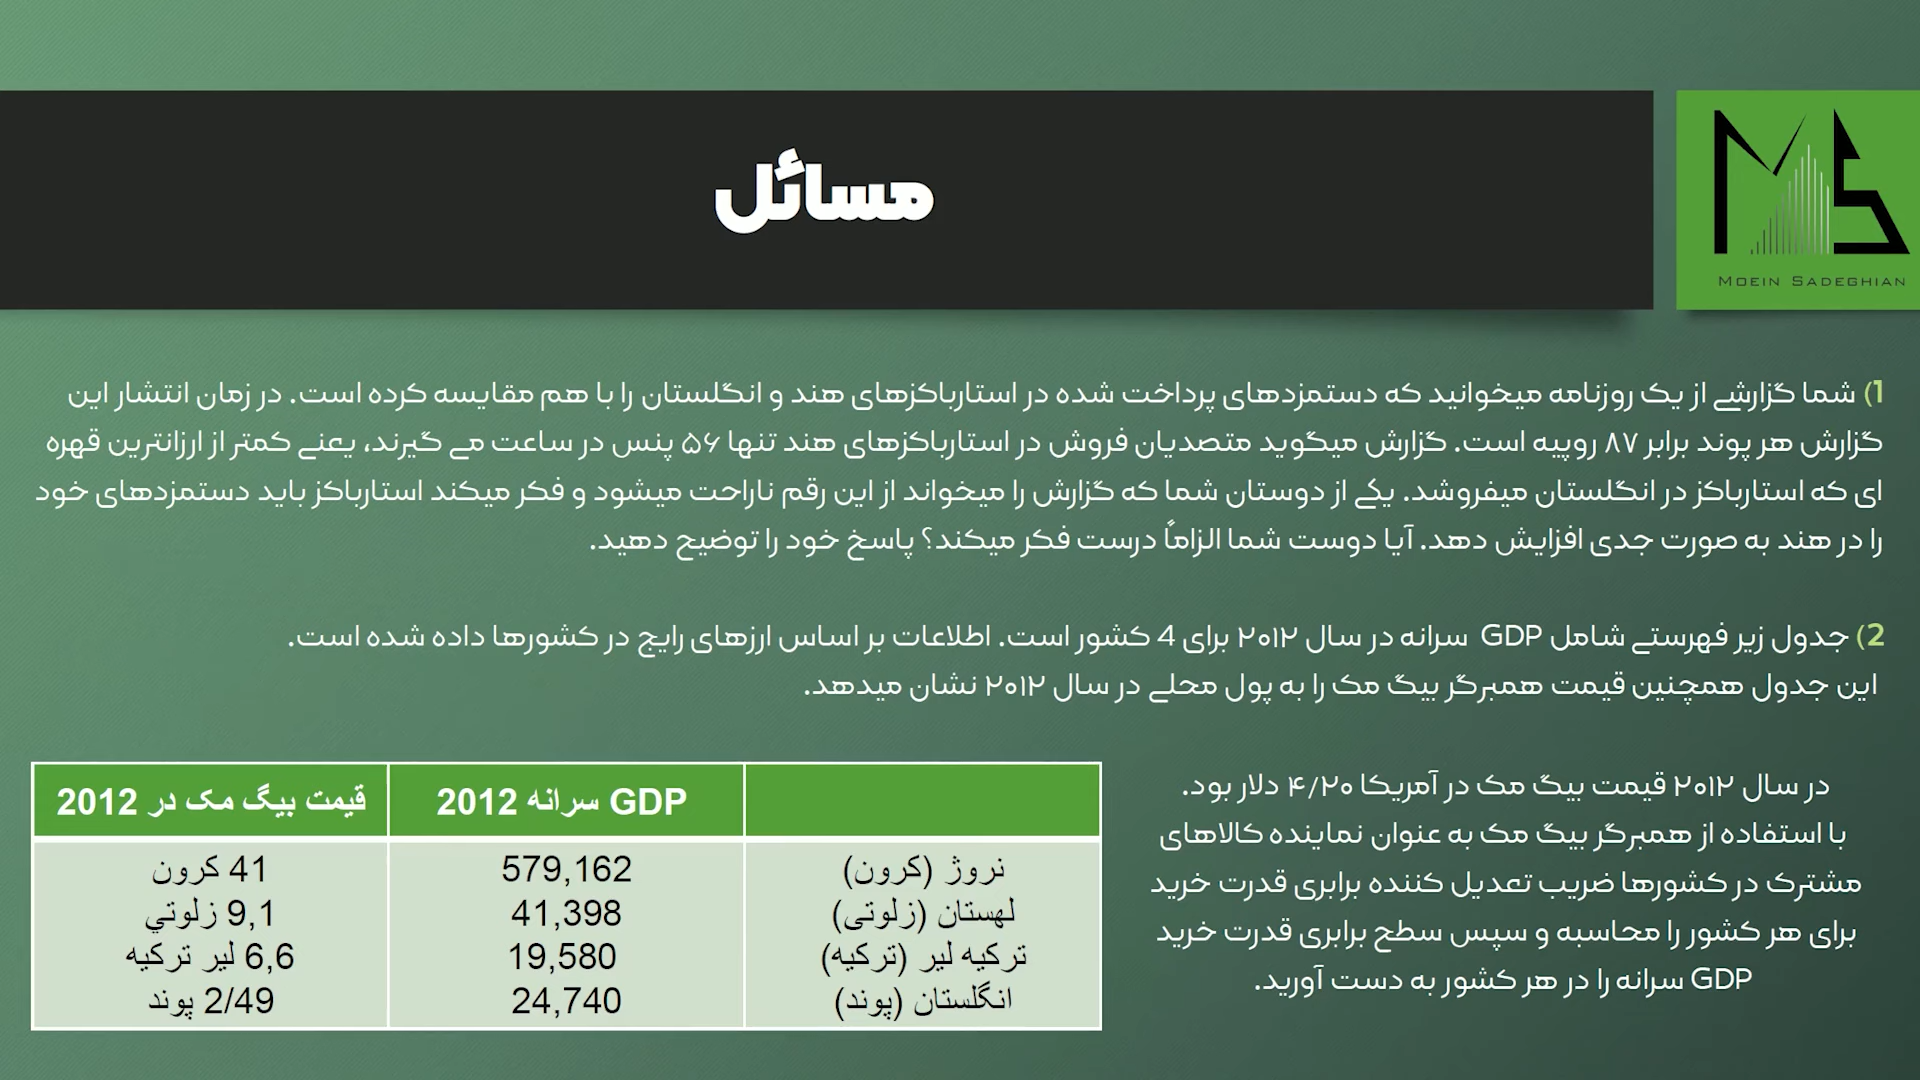 مسائل
MOEIN SADEGHIAN
1) شما گزارشی از یک روزنامه میخوانید که دستمزدهای پرداخت شده در استارباکزهای هند و انگلستان را با هم مقایسه کرده است. در زمان انتشار این
گزارش هر پوند برابر ۸۷ روپیه است. گزارش میگوید متصدیان فروش در استارباکزهای هند تنها ۵۶ پنس در ساعت می گیرند، یعنی کمتر از ارزانترین قهره
ای که استارباکز در انگلستان میفروشد. یکی از دوستان شما که گزارش را میخواند از این رقم ناراحت میشود و فکر میکند استارباکز باید دستمزدهای خود
را در هند به صورت جدی افزایش دهد. آیا دوست شما الزاماً درست فکر میکند؟ پاسخ خود را توضیح دهید.
2) جدول زیر فهرستی شامل GDP سرانه در سال ۲۰۱۲ برای 4 کشور است. اطلاعات بر اساس ارزهای رایج در کشورها داده شده است.
این جدول همچنین قیمت همبرگر بیگ مک را به پول محلی در سال ۲۰۱۲ نشان میدهد.
در سال ۲۰۱۲ قیمت بیگ مک در آمریکا ۴/۲۰ دلار بود.
با استفاده از همبرگر بیگ مک به عنوان نماینده کالاهای
مشترک در کشورها ضریب تعدیل کننده برابری قدرت خرید
برای هر کشور را محاسبه و سپس سطح برابری قدرت خرید
GDP سرانه را در هر کشور به دست آورید.
GDP سرانه 2012 قیمت بیگ مک در 2012
نروژ (کرون) 579,162 41 کرون
لهستان (زلوتی) 41,398 9,1 زلوتي
ترکیه لیر (ترکیه) 19,580 6,6 لیر ترکیه
انگلستان (پوند) 24,740 2/49 پوند